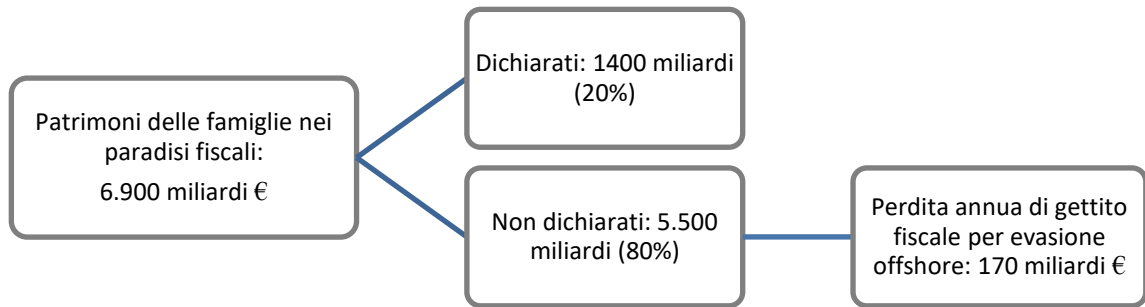 Patrimoni delle famiglie nei
paradisi fiscali:
6.900 miliardi €
Dichiarati: 1400 miliardi
(20%)
Non dichiarati: 5.500
miliardi (80%)
Perdita annua di gettito
fiscale per evasione
offshore: 170 miliardi €